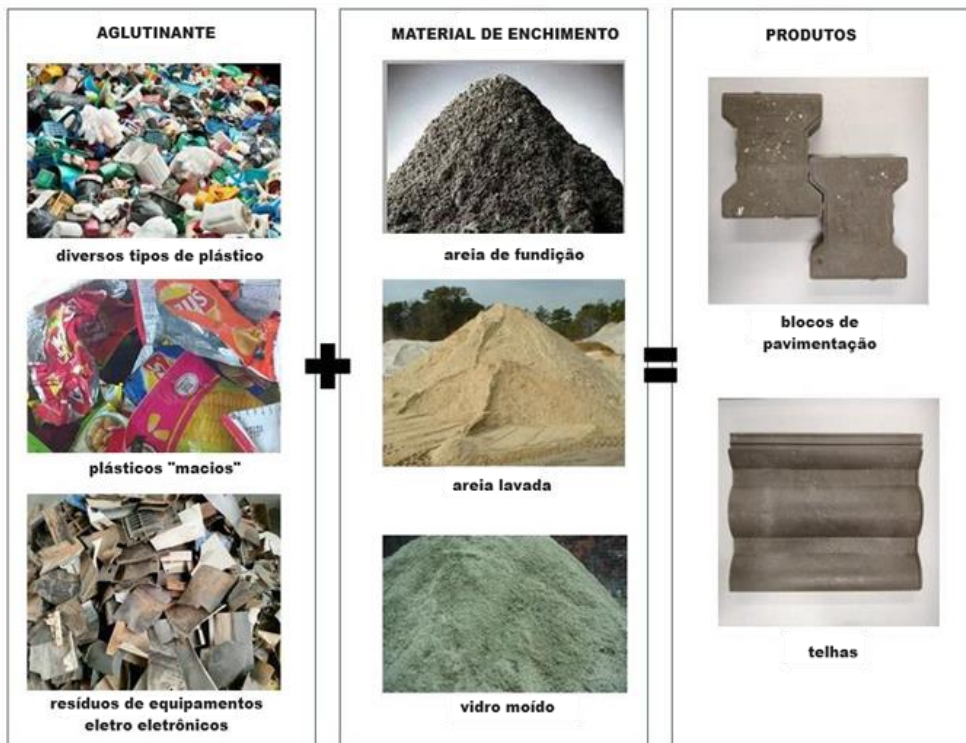 AGLUTINANTE
diversos tipos de plástico
plásticos "macios"
resíduos de equipamentos
eletro eletrônicos
MATERIAL DE ENCHIMENTO
areia de fundição
areia lavada
vidro moído
PRODUTOS
blocos de
pavimentação
telhas